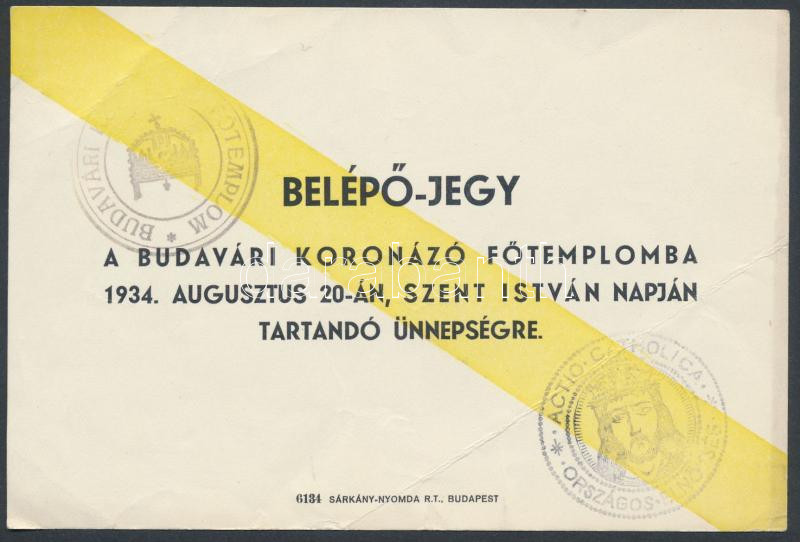 BELÉPŐ-JEGY
A BUDAVÁRI KORONÁZÓ FŐTEMPLOMBA
1934. AUGUSZTUS 20-ÁN, SZENT ISTVÁN NAPJÁN
TARTANDÓ ÜNNEPSÉGRE.
BUDAVÁRI FŐTEMPLOM *
darabanth
* ACTIO · CATHOLICA · *
· ORSZÁGOS ·
6134 SÁRKÁNY-NYOMDA R.T., BUDAPEST